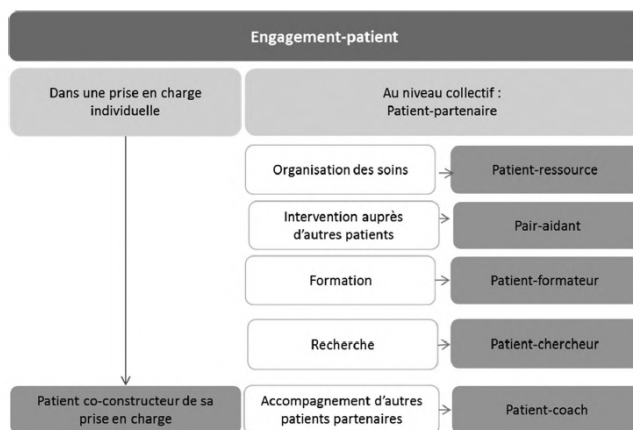 Engagement-patient
Dans une prise en charge
individuelle
Au niveau collectif :
Patient-partenaire
Organisation des soins
Patient-ressource
Intervention auprès
d'autres patients
Pair-aidant
Formation
Patient-formateur
Recherche
Patient-chercheur
Patient co-constructeur de sa
prise en charge
Accompagnement d'autres
patients partenaires
Patient-coach